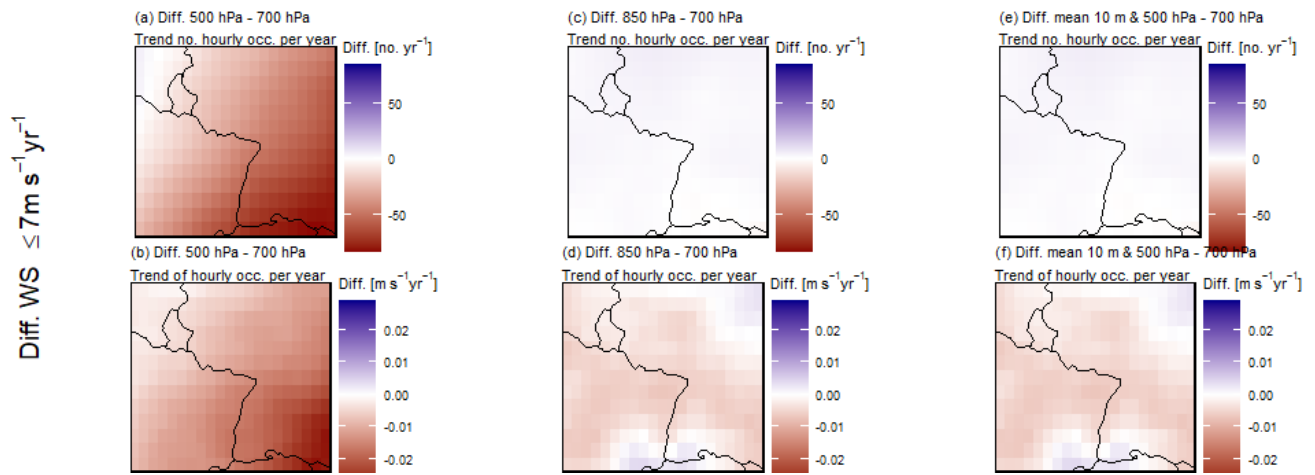 Diff. WS ≤ 7m s⁻¹yr⁻¹
(a) Diff. 500 hPa - 700 hPa
Trend no. hourly occ. per year
Diff. [no. yr⁻¹]
50
0
-50
(c) Diff. 850 hPa - 700 hPa
Trend no. hourly occ. per year
Diff. [no. yr⁻¹]
50
0
-50
(e) Diff. mean 10 m & 500 hPa - 700 hPa
Trend no. hourly occ. per year
Diff. [no. yr⁻¹]
50
0
-50
(b) Diff. 500 hPa - 700 hPa
Trend of hourly occ. per year
Diff. [m s⁻¹yr⁻¹]
0.02
0.01
0.00
-0.01
-0.02
(d) Diff. 850 hPa - 700 hPa
Trend of hourly occ. per year
Diff. [m s⁻¹yr⁻¹]
0.02
0.01
0.00
-0.01
-0.02
(f) Diff. mean 10 m & 500 hPa - 700 hPa
Trend of hourly occ. per year
Diff. [m s⁻¹yr⁻¹]
0.02
0.01
0.00
-0.01
-0.02